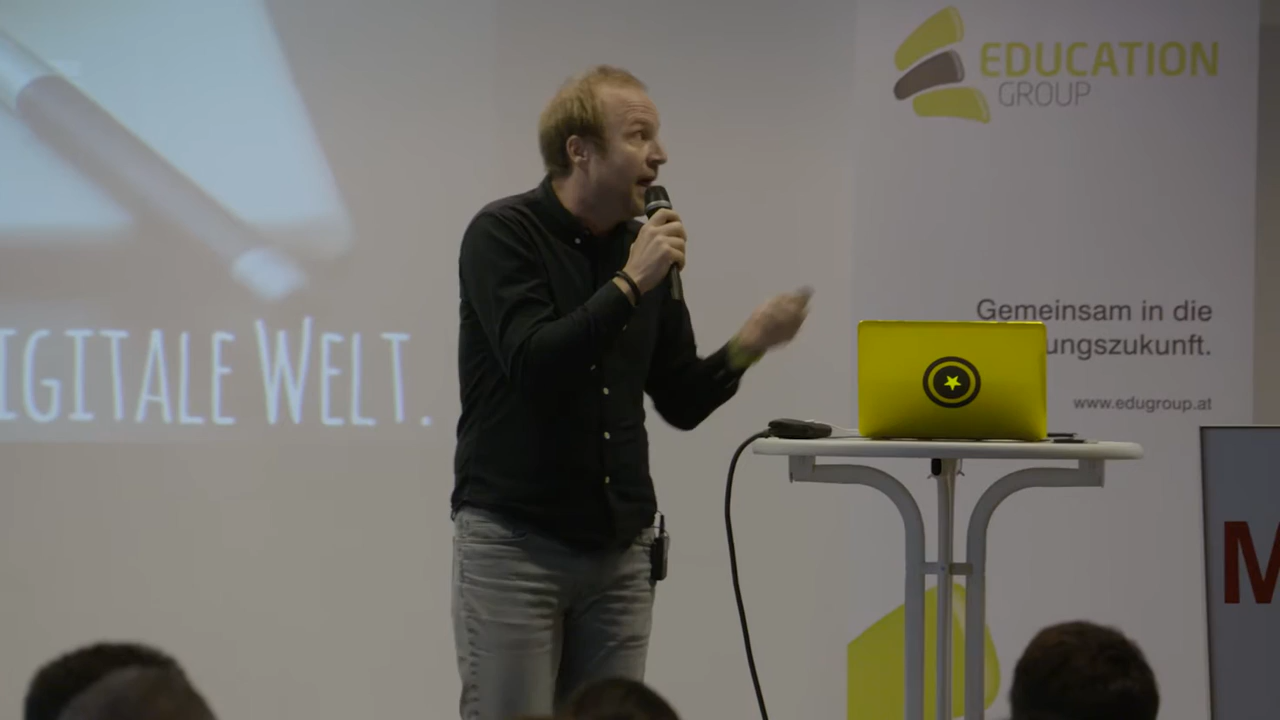 IGITALE WELT.
EDUCATION
GROUP
Gemeinsam in die
ungszukunft.
www.edugroup.at
M